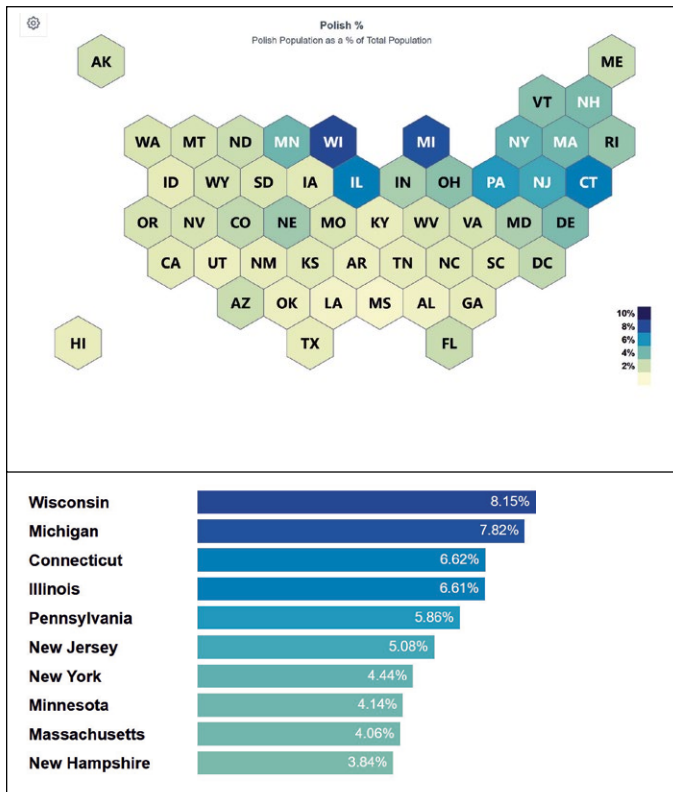 Polish %
Polish Population as a % of Total Population
AK
ME
VT NH
WA MT ND MN WI MI NY MA RI
ID WY SD IA IL IN OH PA NJ CT
OR NV CO NE MO KY WV VA MD DE
CA UT NM KS AR TN NC SC DC
AZ OK LA MS AL GA
HI TX FL
10%
8%
6%
4%
2%
Wisconsin 8.15%
Michigan 7.82%
Connecticut 6.62%
Illinois 6.61%
Pennsylvania 5.86%
New Jersey 5.08%
New York 4.44%
Minnesota 4.14%
Massachusetts 4.06%
New Hampshire 3.84%